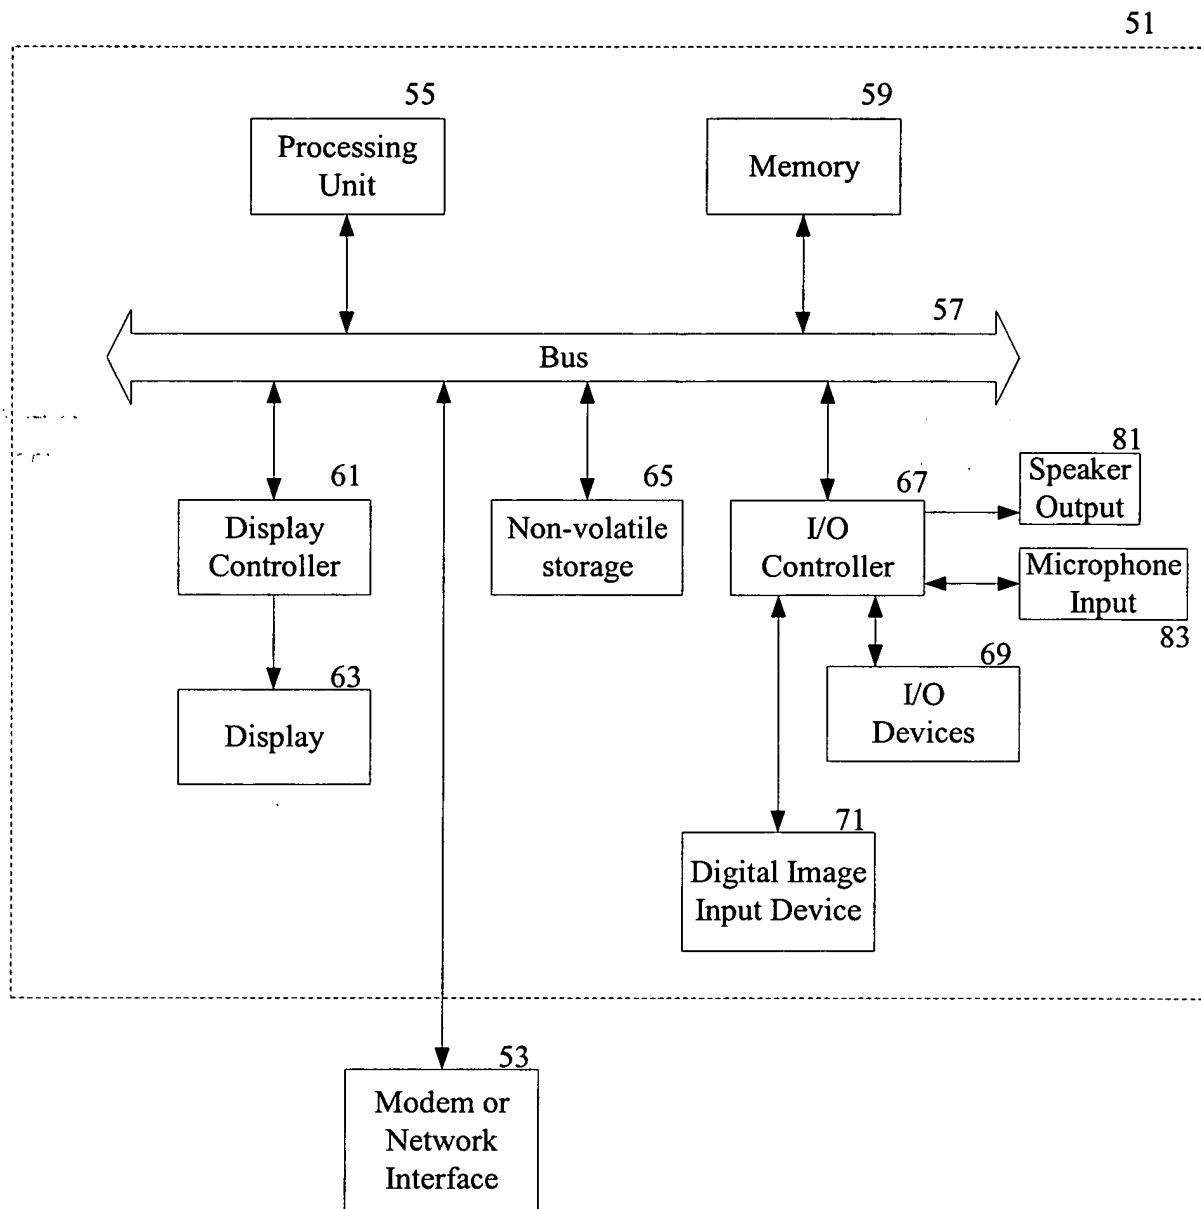 51
55
59
Processing
Unit
Memory
57
Bus
61
65
67
81
Display
Controller
Non-volatile
storage
I/O
Controller
Speaker
Output
Microphone
Input
83
63
69
Display
I/O
Devices
71
Digital Image
Input Device
53
Modem or
Network
Interface